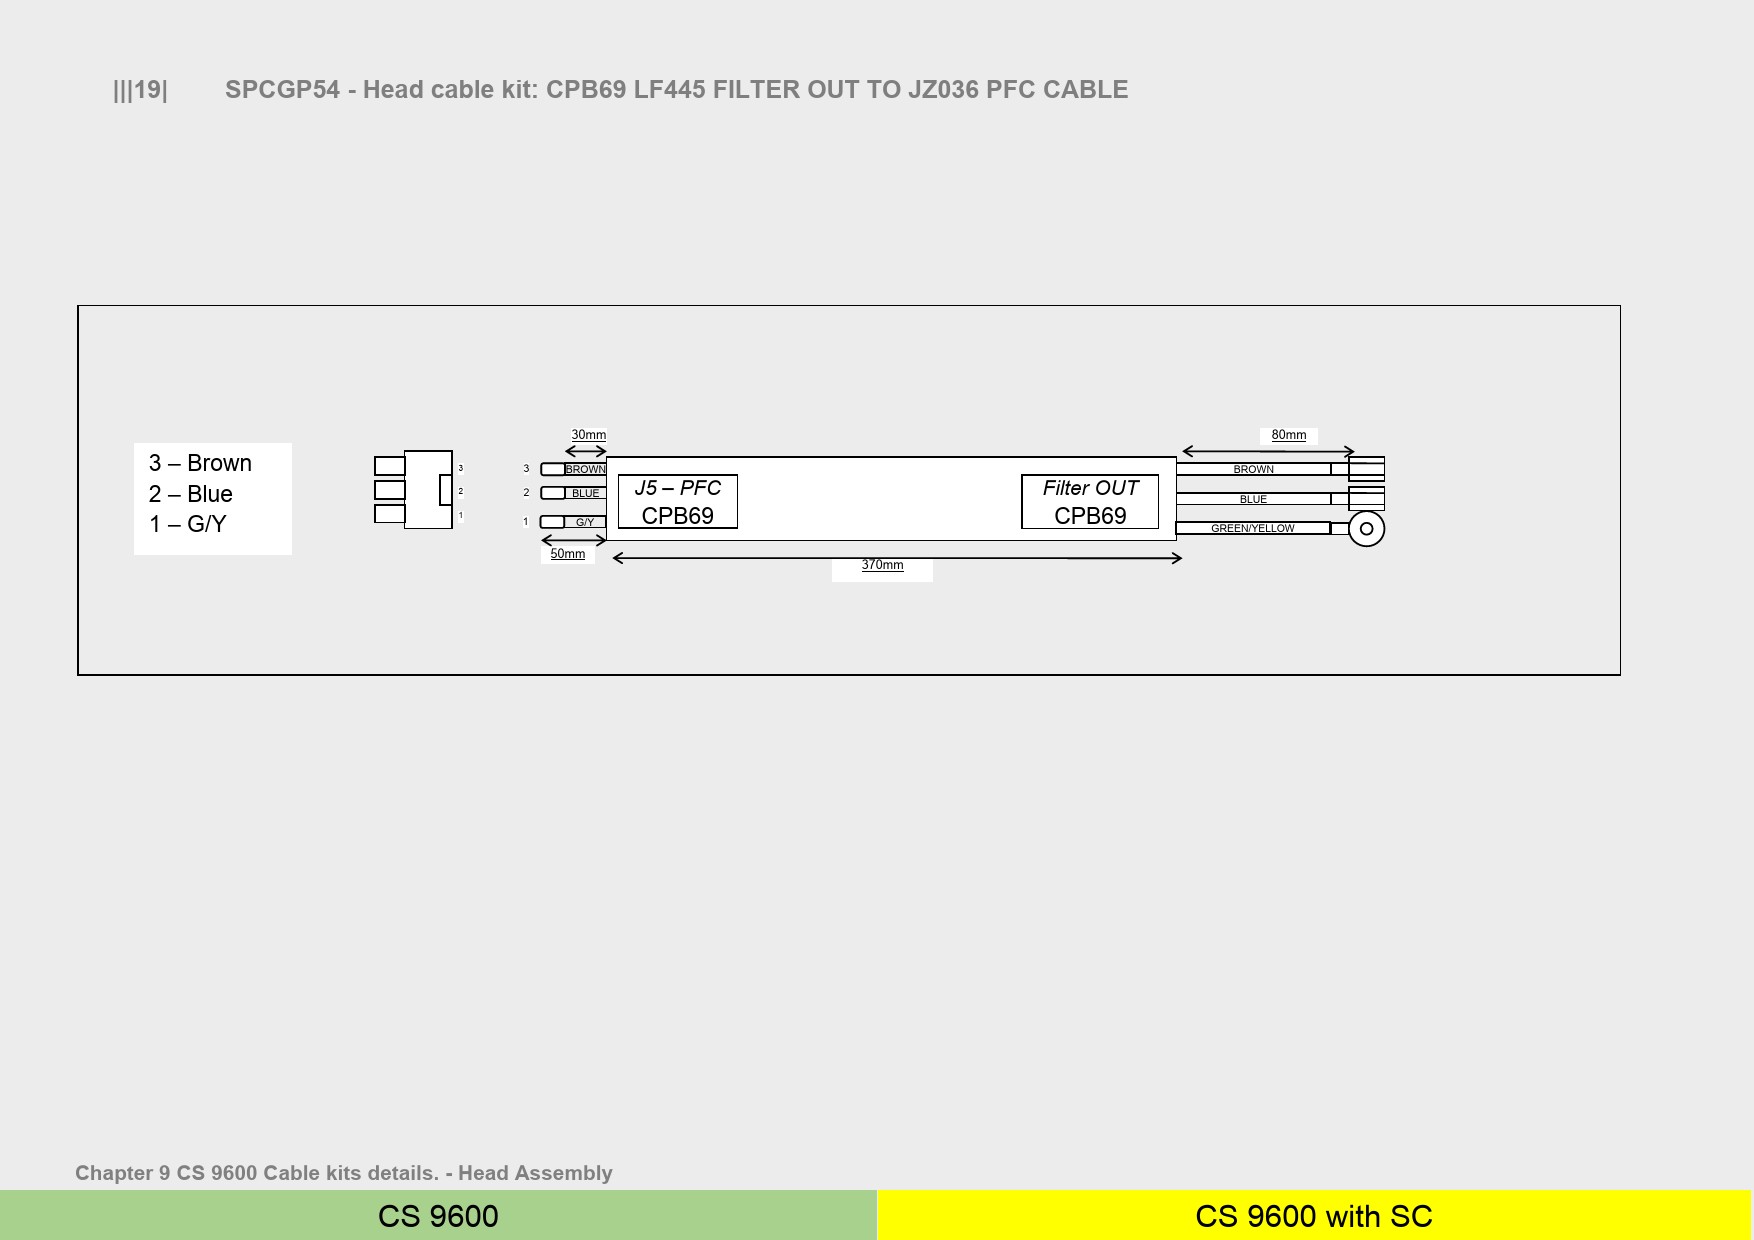 |||19| SPCGP54 - Head cable kit: CPB69 LF445 FILTER OUT TO JZ036 PFC CABLE
3 – Brown
2 – Blue
1 – G/Y
3
2
1
30mm
3 BROWN
2 BLUE
1 G/Y
50mm
J5 – PFC
CPB69
370mm
Filter OUT
CPB69
80mm
BROWN
BLUE
GREEN/YELLOW
Chapter 9 CS 9600 Cable kits details. - Head Assembly
CS 9600
CS 9600 with SC